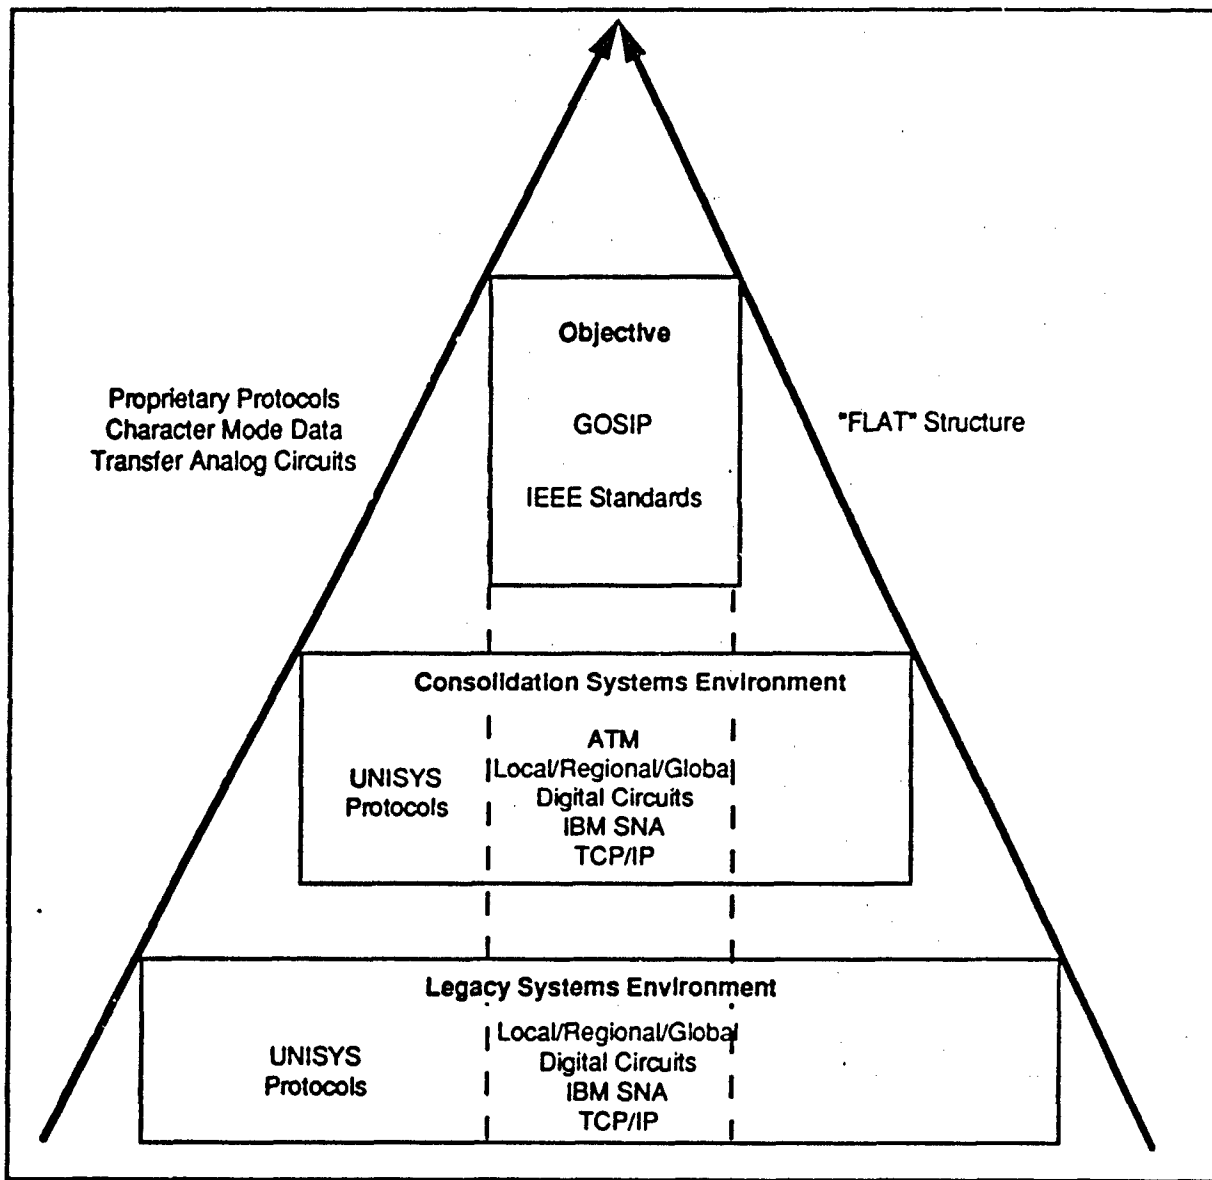 Objective
GOSIP
IEEE Standards
Proprietary Protocols
Character Mode Data
Transfer Analog Circuits
"FLAT" Structure
Consolidation Systems Environment
UNISYS
Protocols
ATM
Local/Regional/Global
Digital Circuits
IBM SNA
TCP/IP
Legacy Systems Environment
UNISYS
Protocols
Local/Regional/Global
Digital Circuits
IBM SNA
TCP/IP